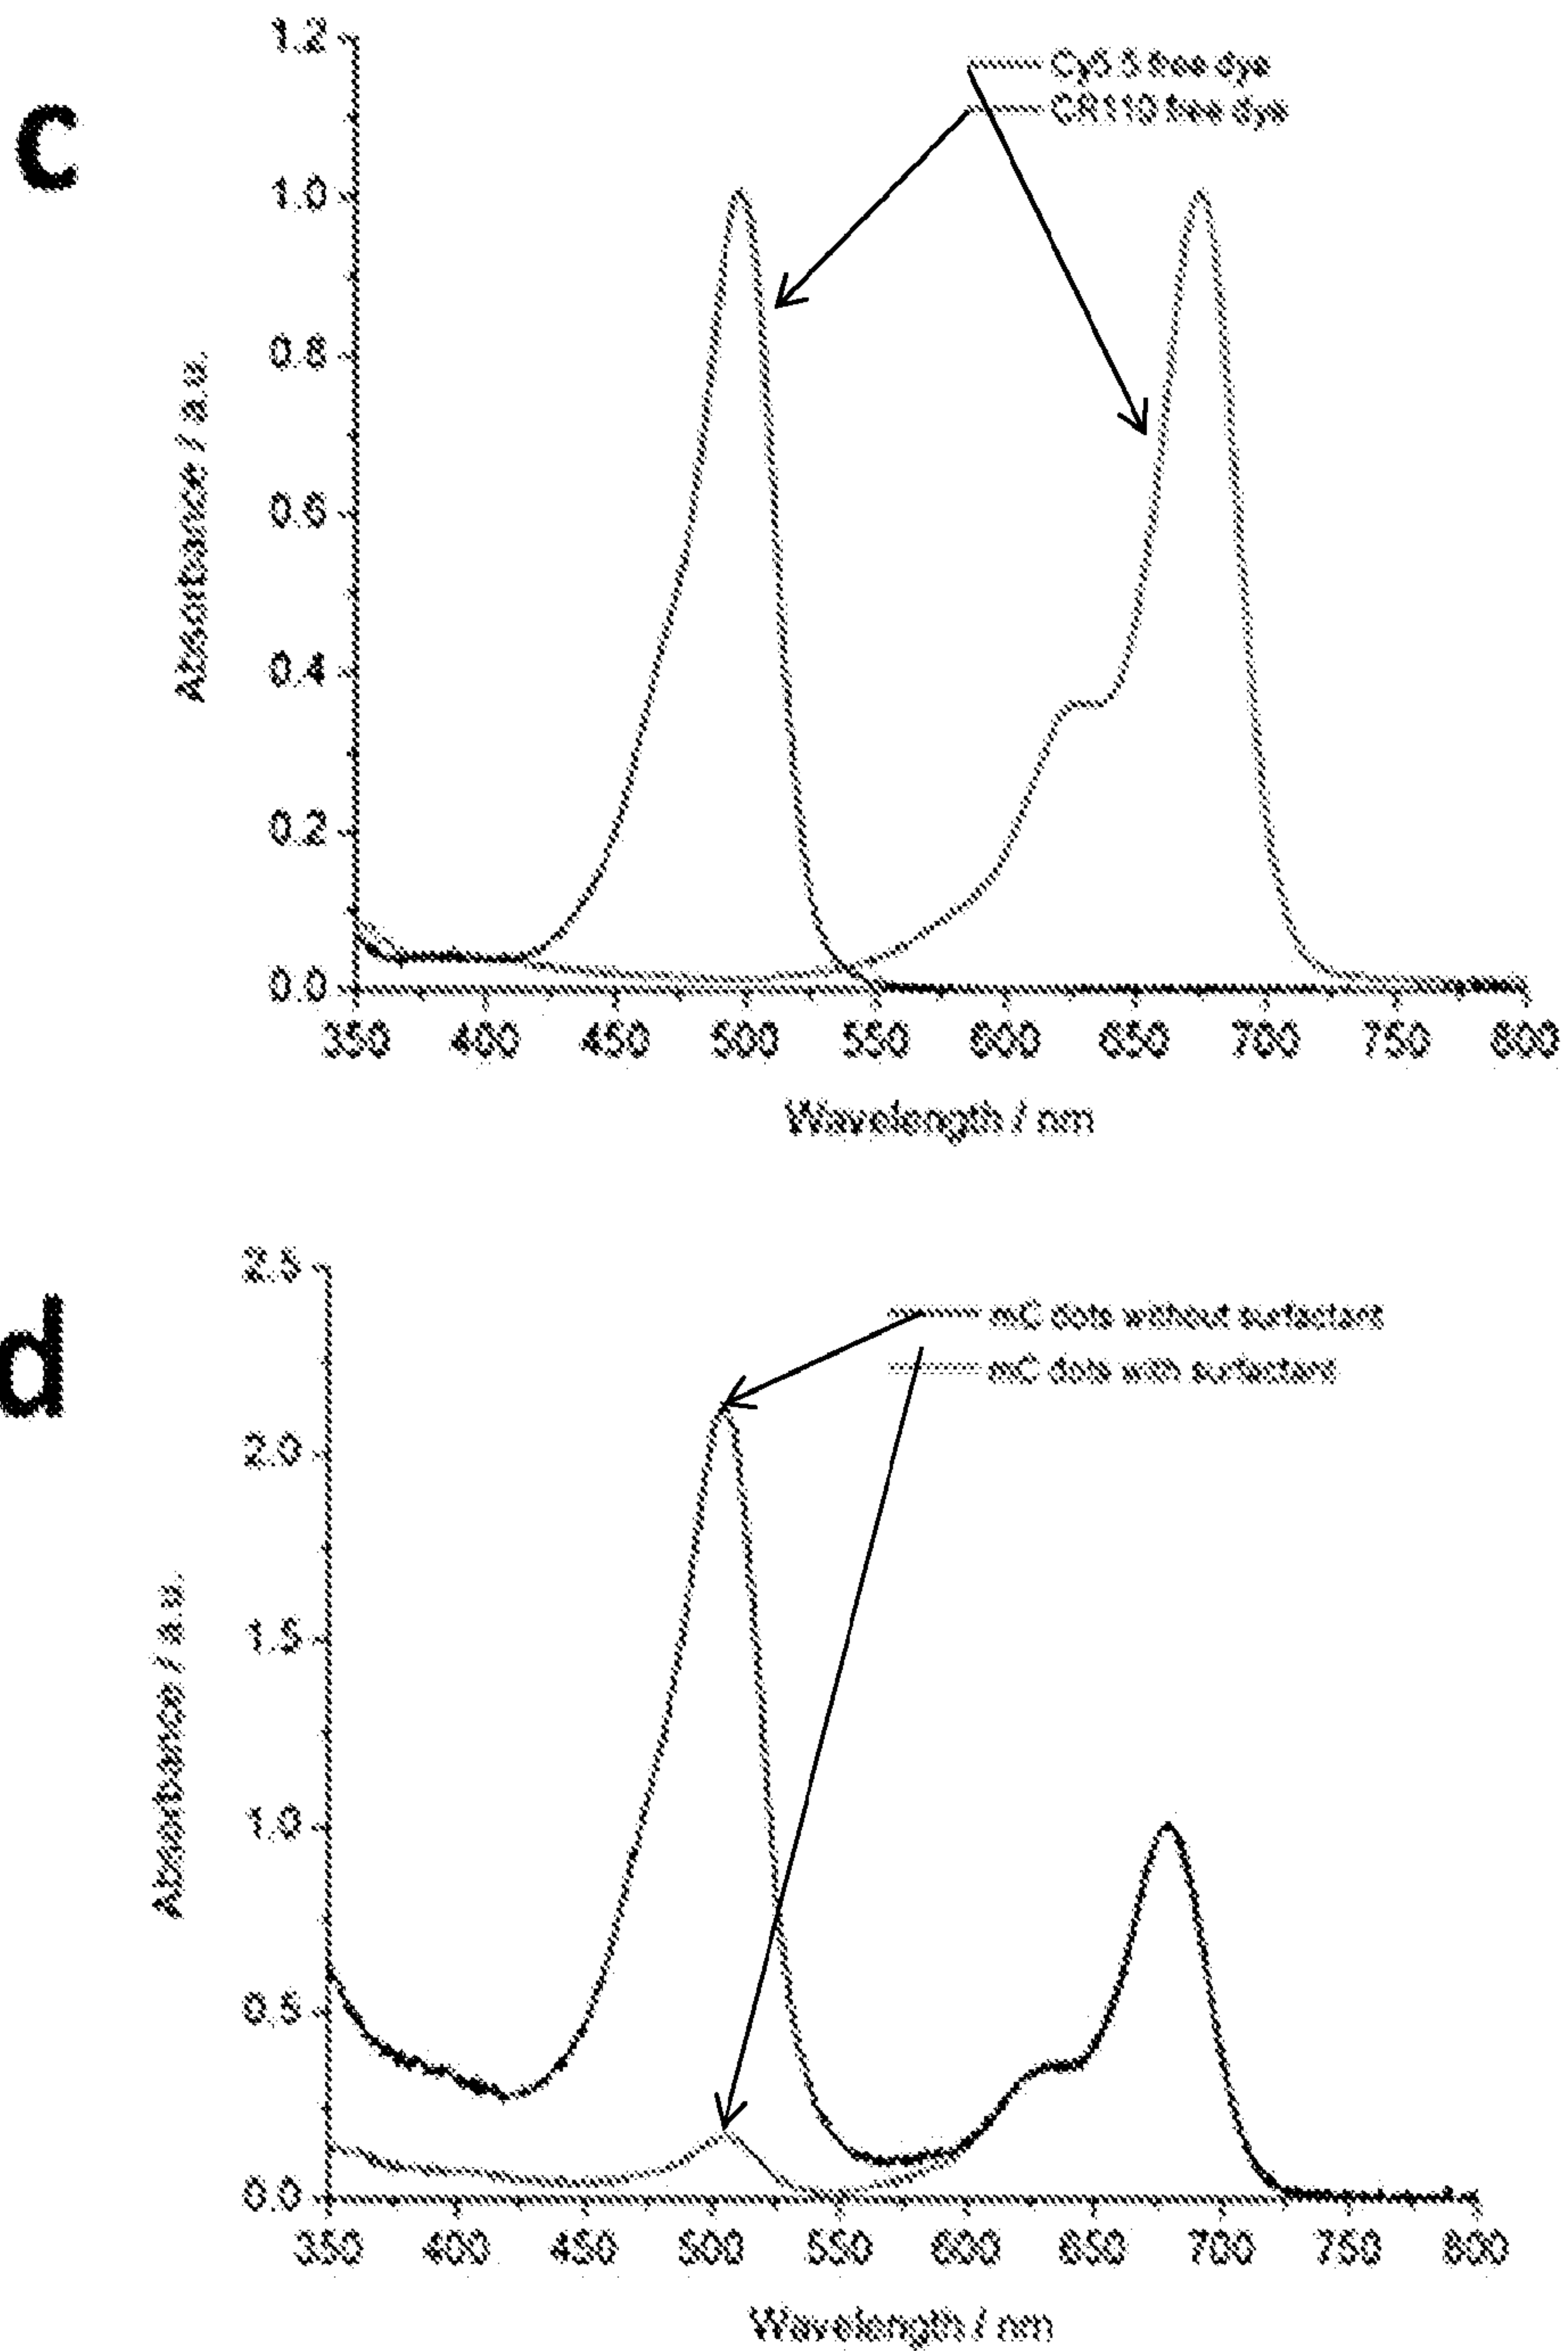 c
1.2
1.0
0.8
0.6
0.4
0.2
0.0
Absorbance / a.u.
Cy5.5 free dye
CR110 free dye
350 400 450 500 550 600 650 700 750 800
Wavelength / nm
d
2.5
2.0
1.5
1.0
0.5
0.0
Absorbance / a.u.
mC dots without surfactant
mC dots with surfactant
350 400 450 500 550 600 650 700 750 800
Wavelength / nm